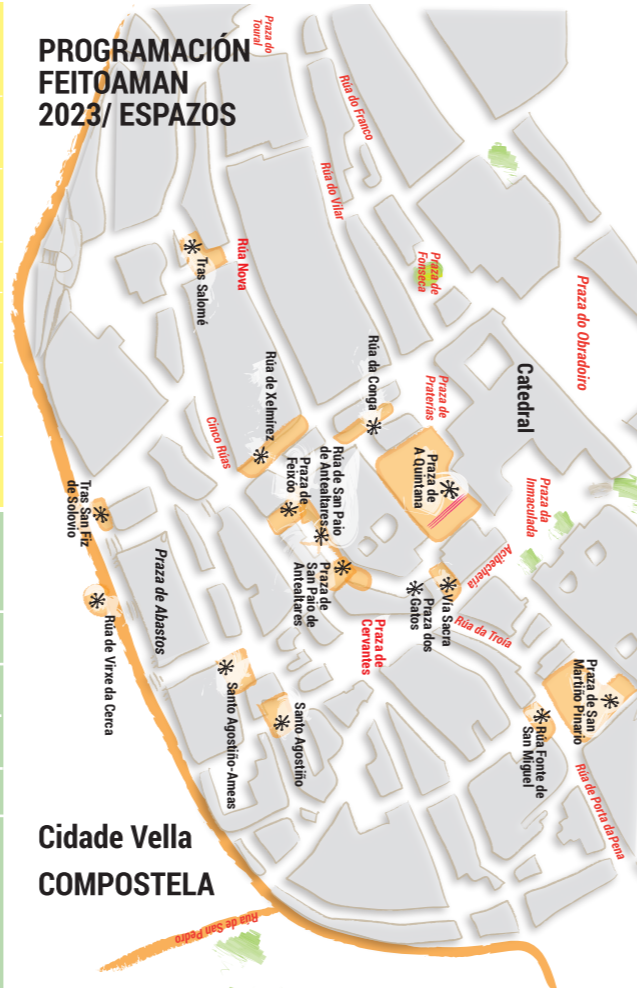 PROGRAMACIÓN
FEITOAMAN
2023/ ESPAZOS
Praza do
Toural
Rúa do Franco
Rúa do Vilar
Rúa Nova
Tras Salomé
Praza de
Fonseca
Praza do Obradoiro
Catedral
Rúa da Conga
Praza de
Praterías
Rúa de Xelmírez
Cinco Rúas
Praza de
A Quintana
Praza da
Inmaculada
Rúa de San Paio
de Antealtares
Praza de
Feixóo
Tras San Fiz
de Solovio
Acibechería
Praza de
San Paio de
Antealtares
Vía Sacra
Praza dos
Gatos
Rúa da Troia
Praza de Abastos
Rúa de Virxe da Cerca
Praza de
Cervantes
Praza de San
Martiño Pinario
Santo Agostiño-Ameas
Santo Agostiño
Rúa Fonte de
San Miguel
Rúa de Porta da Pena
Cidade Vella
COMPOSTELA
Rúa de San Pedro